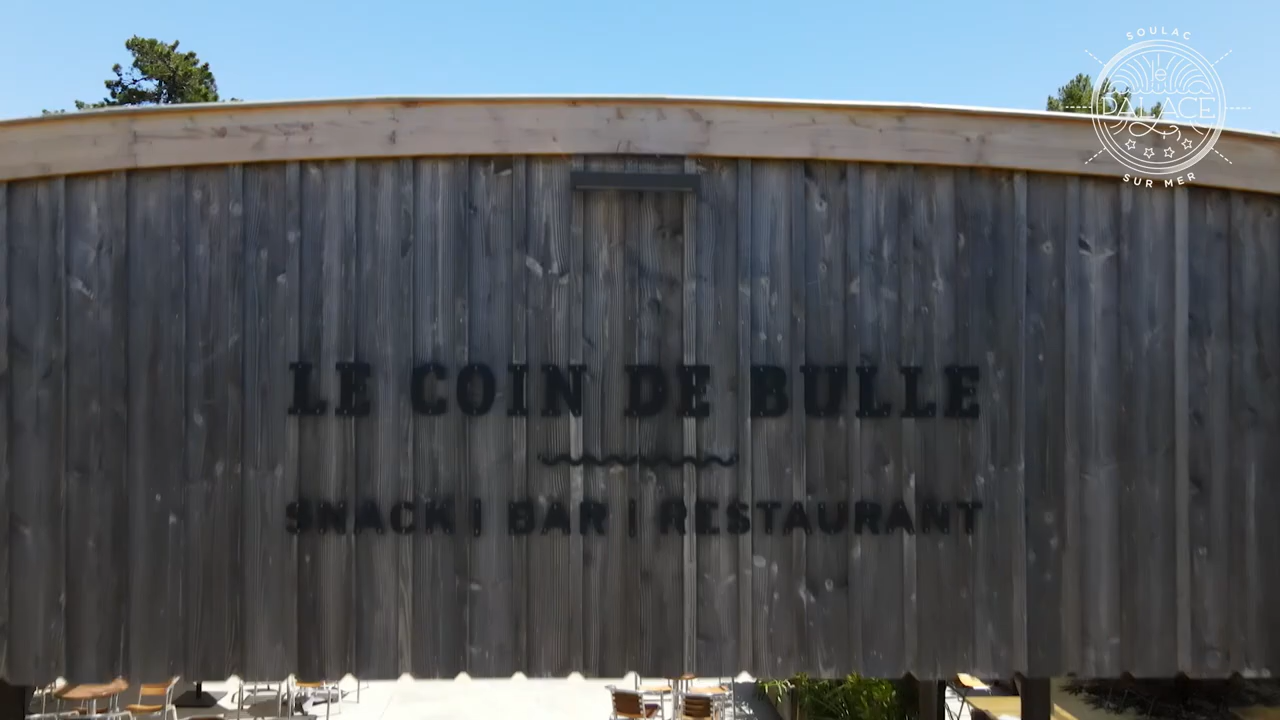 SOULAC
le
PALACE
SUR MER
LE COIN DE BULLE
SNACK | BAR | RESTAURANT